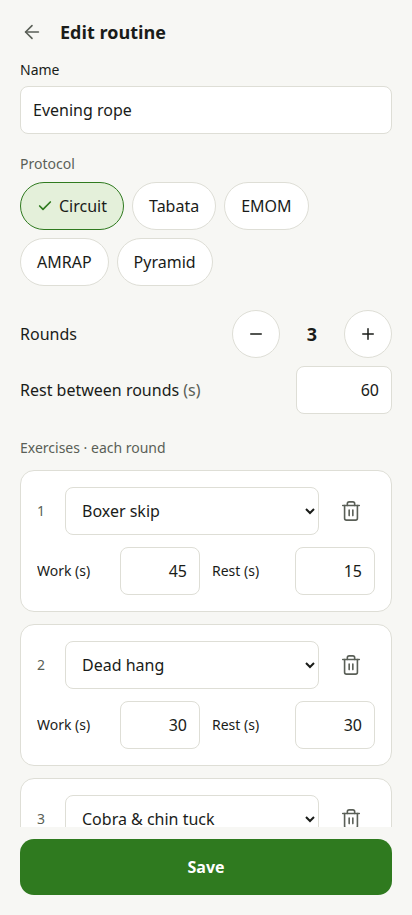 Edit routine
Name
Evening rope
Protocol
Circuit Tabata EMOM
AMRAP Pyramid
Rounds 3
Rest between rounds (s) 60
Exercises · each round
1 Boxer skip
Work (s) 45 Rest (s) 15
2 Dead hang
Work (s) 30 Rest (s) 30
3 Cobra & chin tuck
Save